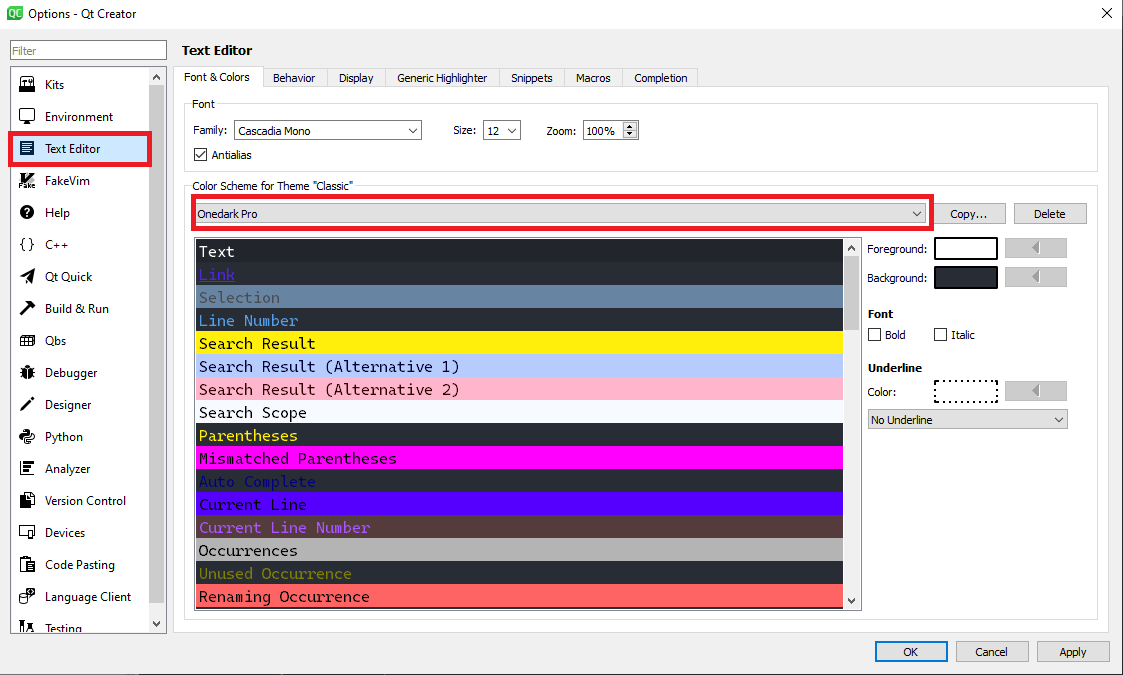 QC Options - Qt Creator
Filter
Kits
Environment
Text Editor
FakeVim
Help
C++
Qt Quick
Build & Run
Qbs
Debugger
Designer
Python
Analyzer
Version Control
Devices
Code Pasting
Language Client
Testing
Text Editor
Font & Colors Behavior Display Generic Highlighter Snippets Macros Completion
Font
Family: Cascadia Mono Size: 12 Zoom: 100%
Antialias
Color Scheme for Theme "Classic"
Onedark Pro Copy... Delete
Text
Link
Selection
Line Number
Search Result
Search Result (Alternative 1)
Search Result (Alternative 2)
Search Scope
Parentheses
Mismatched Parentheses
Auto Complete
Current Line
Current Line Number
Occurrences
Unused Occurrence
Renaming Occurrence
Foreground:
Background:
Font
Bold Italic
Underline
Color:
No Underline
OK Cancel Apply